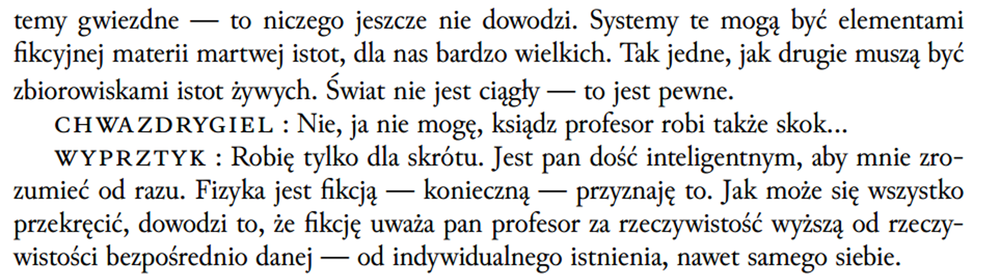 temy gwiezdne — to niczego jeszcze nie dowodzi. Systemy te mogą być elementami
fikcyjnej materii martwej istot, dla nas bardzo wielkich. Tak jedne, jak drugie muszą być
zbiorowiskami istot żywych. Świat nie jest ciągły — to jest pewne.
CHWAZDRYGIEL : Nie, ja nie mogę, ksiądz profesor robi także skok...
WYPRZTYK : Robię tylko dla skrótu. Jest pan dość inteligentnym, aby mnie zro-
zumieć od razu. Fizyka jest fikcją — konieczną — przyznaję to. Jak może się wszystko
przekręcić, dowodzi to, że fikcję uważa pan profesor za rzeczywistość wyższą od rzeczy-
wistości bezpośrednio danej — od indywidualnego istnienia, nawet samego siebie.